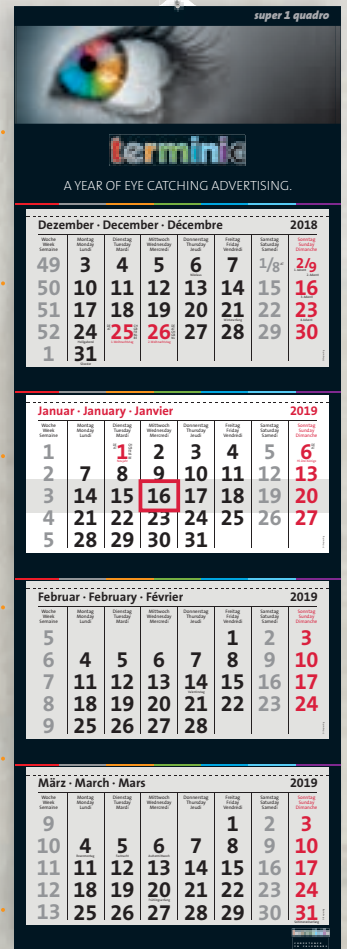 super 1 quadro
terminic
A YEAR OF EYE CATCHING ADVERTISING.
Dezember · December · Décembre 2018
Woche Montag Dienstag Mittwoch Donnerstag Freitag Samstag Sonntag
Week Monday Tuesday Wednesday Thursday Friday Saturday Sunday
Semaine Lundi Mardi Mercredi Jeudi Vendredi Samedi Dimanche
49 3 4 5 6 7 1/8 2/9
50 10 11 12 13 14 15 16
51 17 18 19 20 21 22 23
52 24 25 26 27 28 29 30
1 31
Januar · January · Janvier 2019
Woche Montag Dienstag Mittwoch Donnerstag Freitag Samstag Sonntag
Week Monday Tuesday Wednesday Thursday Friday Saturday Sunday
Semaine Lundi Mardi Mercredi Jeudi Vendredi Samedi Dimanche
1 1 2 3 4 5 6
2 7 8 9 10 11 12 13
3 14 15 16 17 18 19 20
4 21 22 23 24 25 26 27
5 28 29 30 31
Februar · February · Février 2019
Woche Montag Dienstag Mittwoch Donnerstag Freitag Samstag Sonntag
Week Monday Tuesday Wednesday Thursday Friday Saturday Sunday
Semaine Lundi Mardi Mercredi Jeudi Vendredi Samedi Dimanche
5 1 2 3
6 4 5 6 7 8 9 10
7 11 12 13 14 15 16 17
8 18 19 20 21 22 23 24
9 25 26 27 28
März · March · Mars 2019
Woche Montag Dienstag Mittwoch Donnerstag Freitag Samstag Sonntag
Week Monday Tuesday Wednesday Thursday Friday Saturday Sunday
Semaine Lundi Mardi Mercredi Jeudi Vendredi Samedi Dimanche
9 1 2 3
10 4 5 6 7 8 9 10
11 11 12 13 14 15 16 17
12 18 19 20 21 22 23 24
13 25 26 27 28 29 30 31